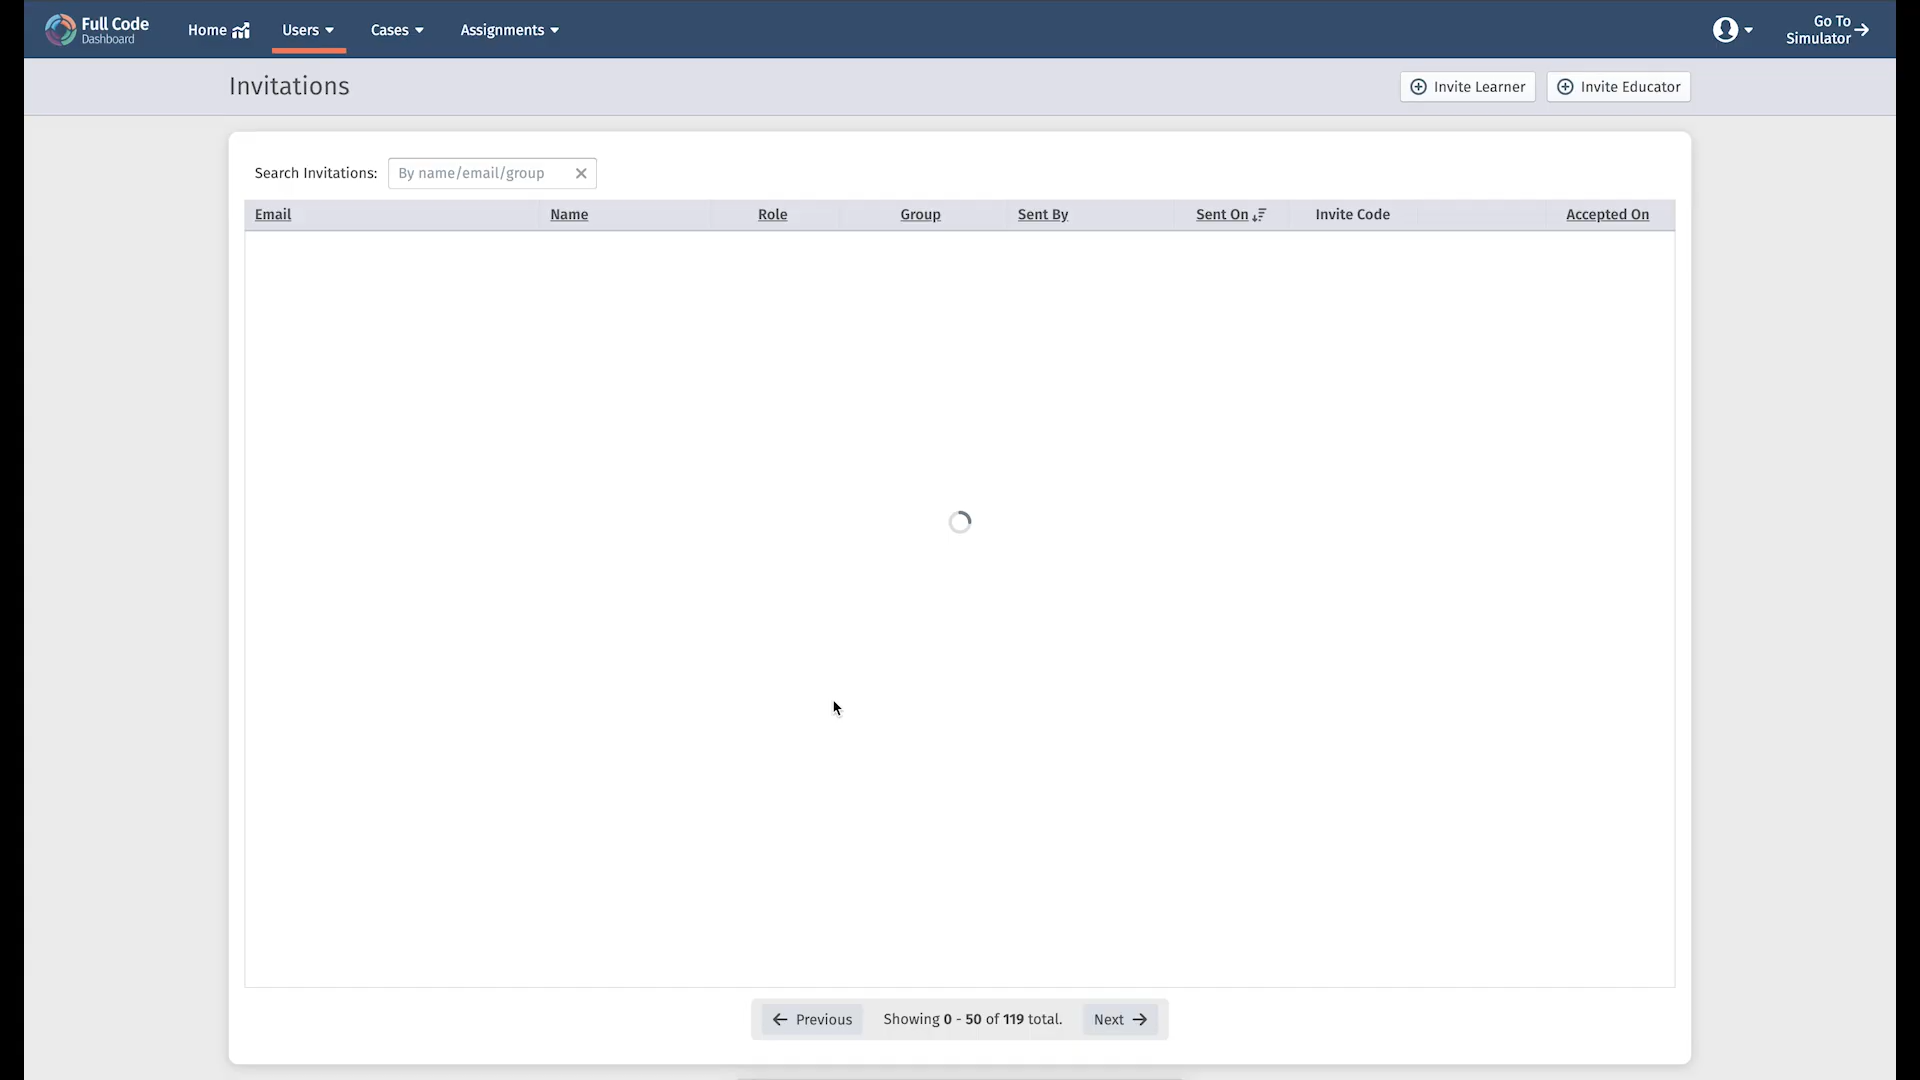 Full Code
Dashboard
Home
Users
Cases
Assignments
Go To
Simulator
Invitations
Invite Learner
Invite Educator
Search Invitations: By name/email/group
Email Name Role Group Sent By Sent On Invite Code Accepted On
Previous Showing 0 - 50 of 119 total. Next